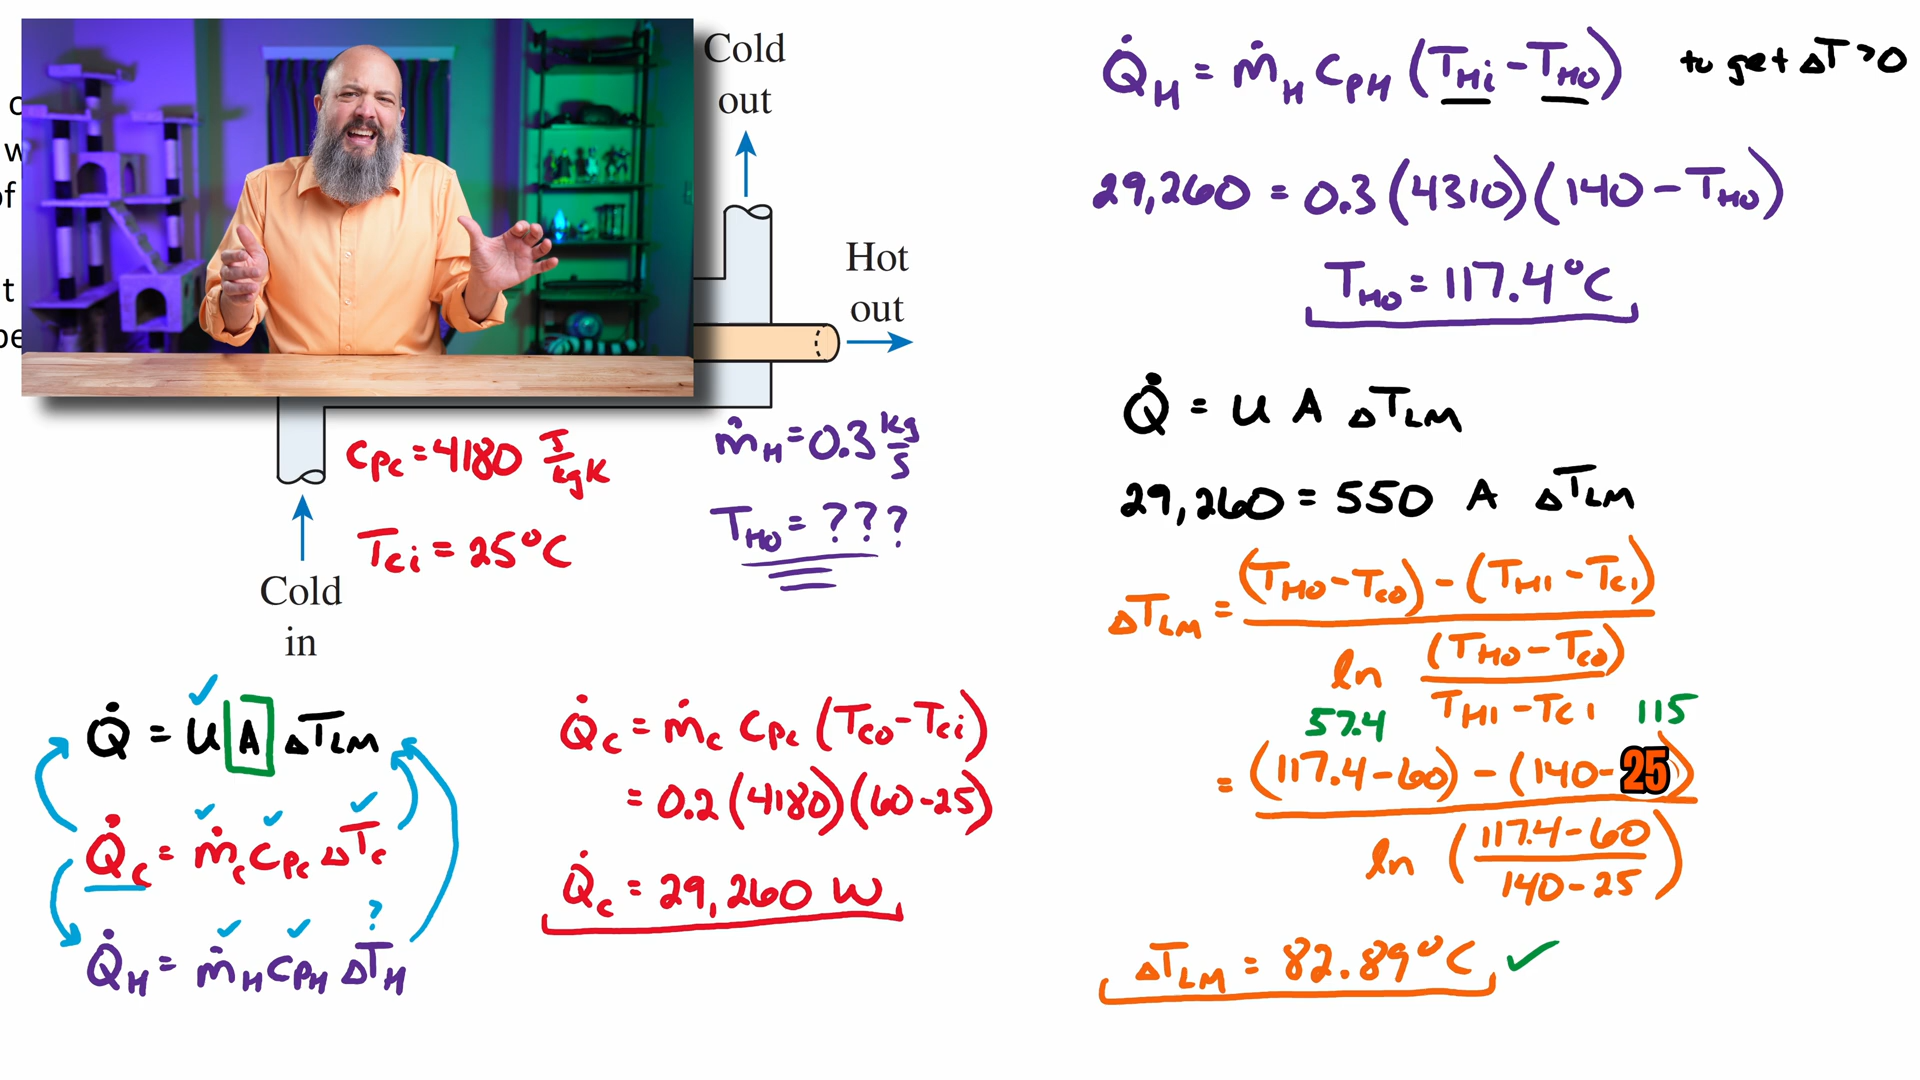 c
w
of
t
pe
Cold
out
Hot
out
c_Pc = 4180 J/kgK
T_ci = 25°C
Cold
in
ṁ_H = 0.3 kg/s
T_HO = ???
✓
Q̇ = U A ΔT_LM
✓ ✓ ✓
Q̇_c = ṁ_c c_Pc ΔT_c
✓ ✓ ?
Q̇_H = ṁ_H c_PH ΔT_H
Q̇_c = ṁ_c c_Pc (T_co - T_ci)
= 0.2 (4180)(60-25)
Q̇_c = 29,260 W
Q̇_H = ṁ_H c_PH (T_Hi - T_HO) to get ΔT > 0
29,260 = 0.3 (4310)(140 - T_HO)
T_HO = 117.4°C
Q̇ = U A ΔT_LM
29,260 = 550 A ΔT_LM
ΔT_LM = (T_HO - T_CO) - (T_HI - T_CI)
ln (T_HO - T_CO)
T_HI - T_CI
57.4 115
= (117.4-60) - (140-25)
ln (117.4-60
140-25)
ΔT_LM = 82.89°C ✓